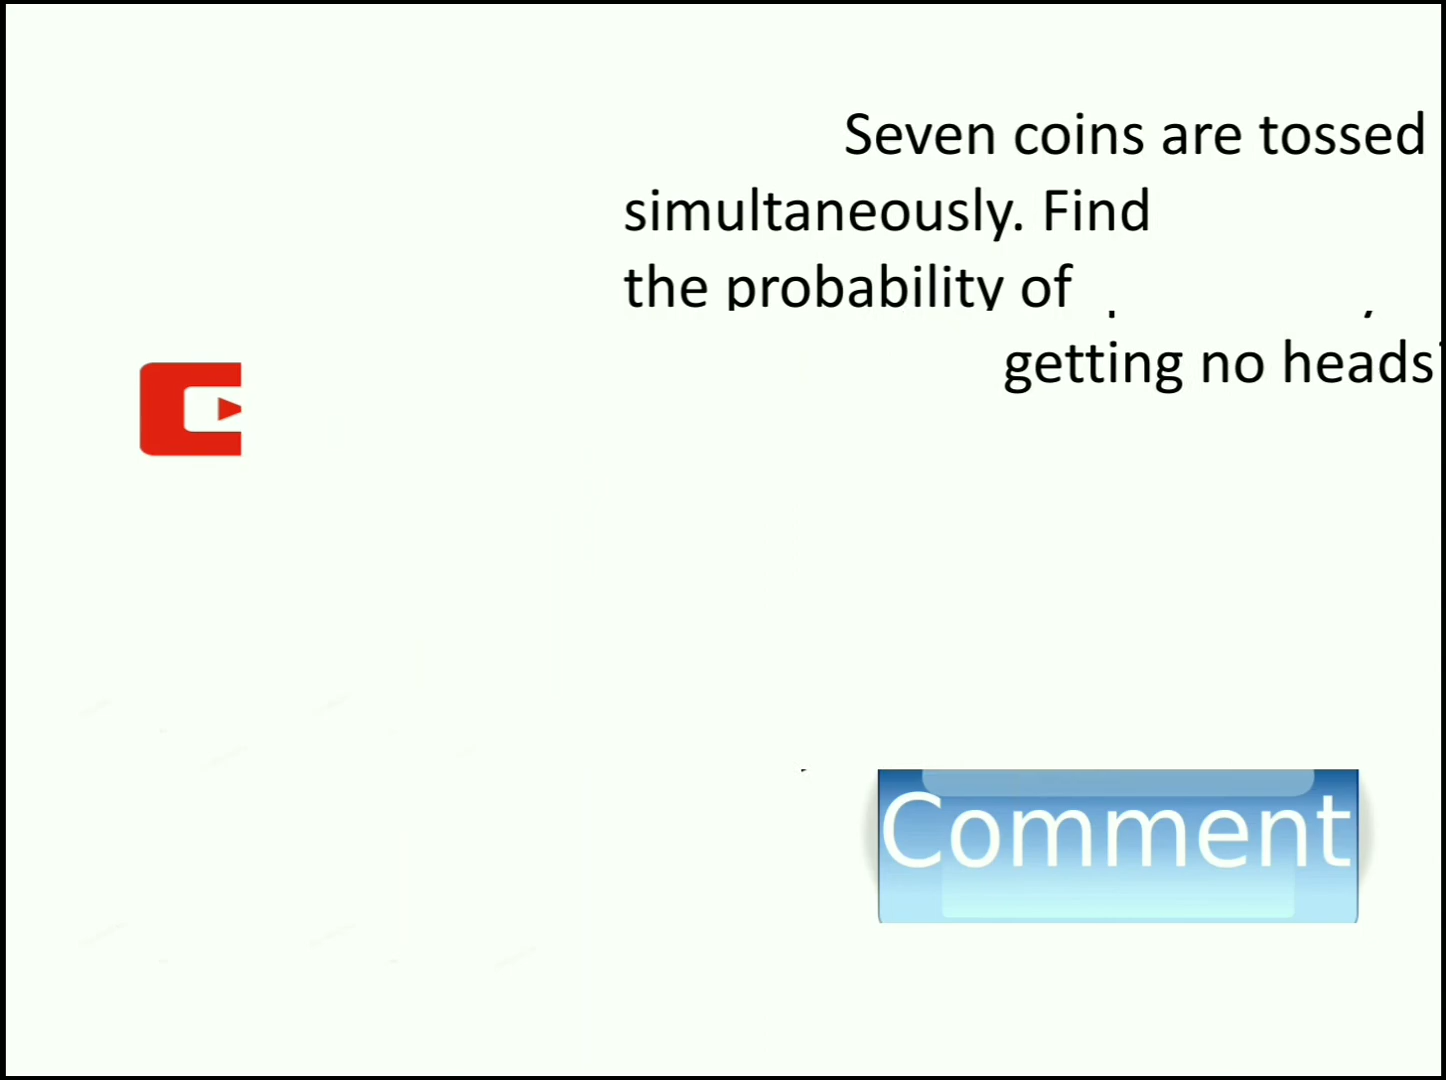 Seven coins are tossed
simultaneously. Find
the probability of
getting no heads
Comment